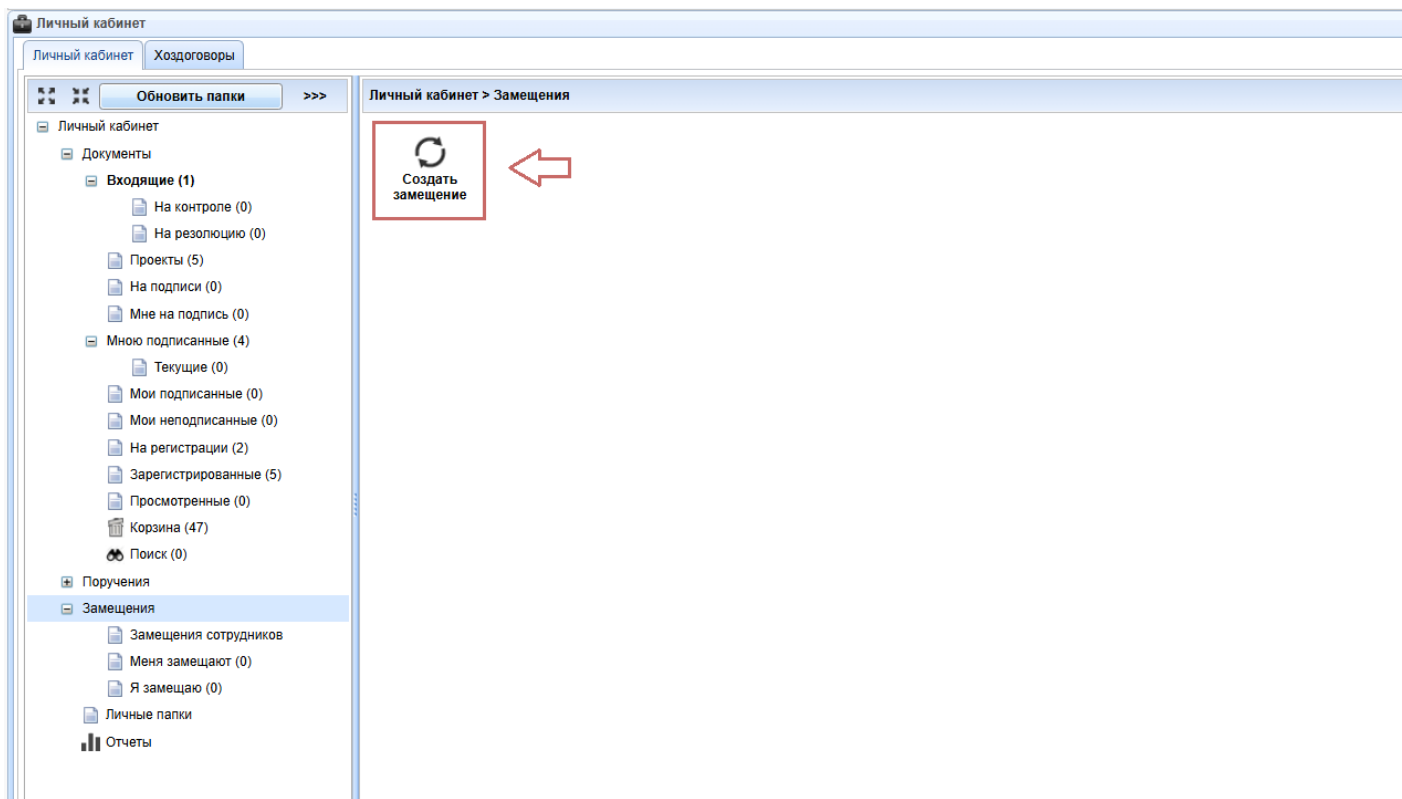 Личный кабинет
Личный кабинет
Хоздоговоры
Обновить папки
>>>
Личный кабинет > Замещения
Личный кабинет
Документы
Входящие (1)
На контроле (0)
На резолюцию (0)
Проекты (5)
На подписи (0)
Мне на подпись (0)
Мною подписанные (4)
Текущие (0)
Мои подписанные (0)
Мои неподписанные (0)
На регистрации (2)
Зарегистрированные (5)
Просмотренные (0)
Корзина (47)
Поиск (0)
Поручения
Замещения
Замещения сотрудников
Меня замещают (0)
Я замещаю (0)
Личные папки
Отчеты
Создать
замещение